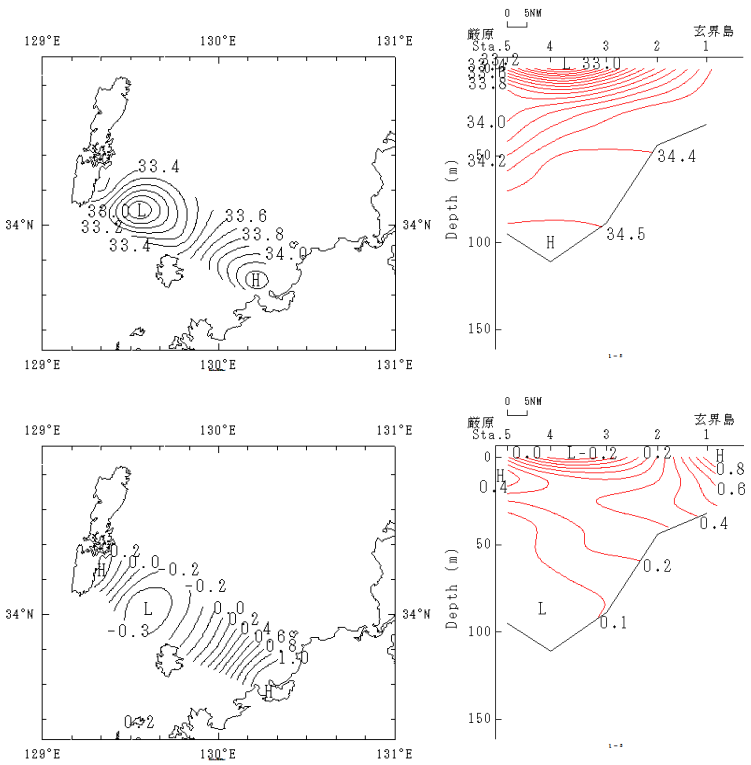 129°E
130°E
131°E
33.4
33.0
L
33.2
33.4
33.6
33.8
34.0
H
34°N
129°E
130°E
131°E
0 5NM
厳原
玄界島
Sta.5 4 3 2 1
L 33.0
33.8
34.0
50
34.2
34.4
100
H
34.5
150
Depth (m)
129°E
130°E
131°E
0.2
H
0.0
-0.2
-0.2
L
0.0
0.2
0.4
-0.3
0.6
0.8
1.0
H
34°N
0.2
129°E
130°E
131°E
0 5NM
厳原
玄界島
Sta.5 4 3 2 1
0
0.0
L-0.2
0.2
H
H
0.8
0.4
0.6
0.4
50
0.2
L
100
0.1
150
Depth (m)